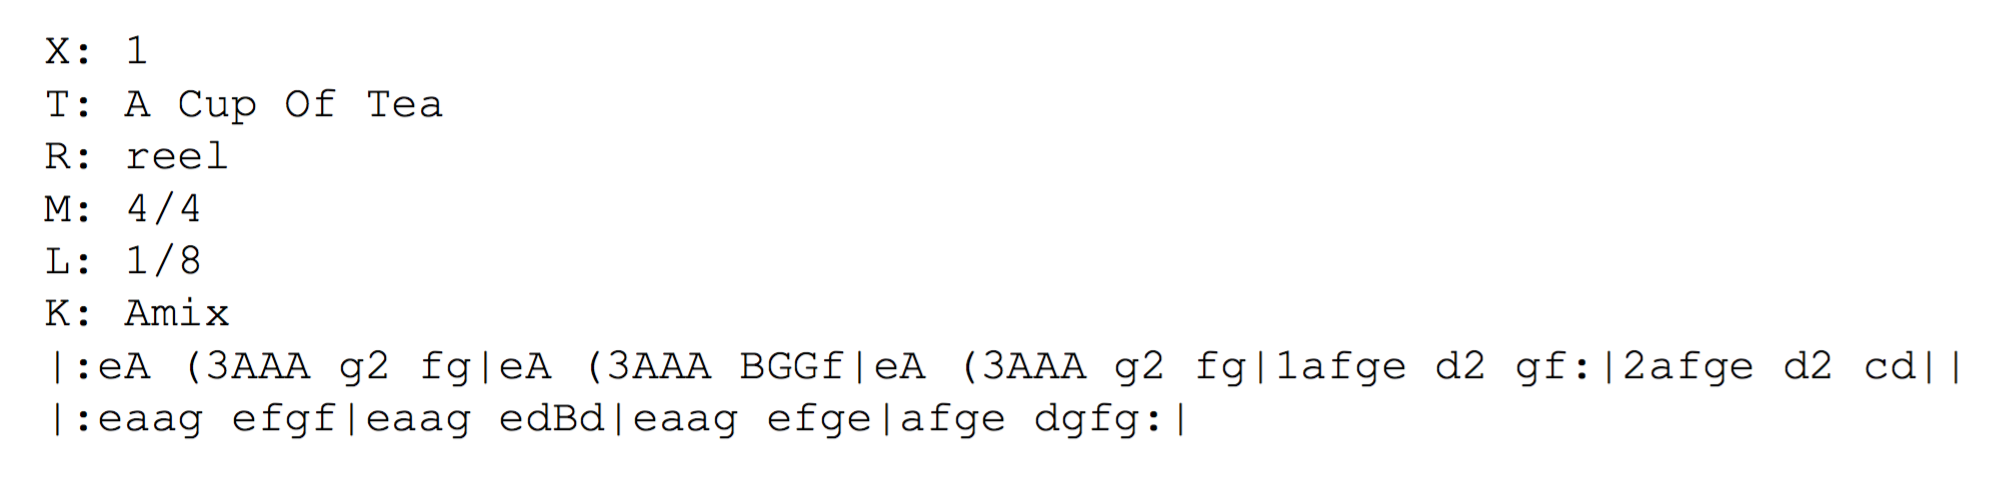 X: 1
T: A Cup Of Tea
R: reel
M: 4/4
L: 1/8
K: Amix
|:eA (3AAA g2 fg|eA (3AAA BGGf|eA (3AAA g2 fg|1afge d2 gf:|2afge d2 cd||
|:eaag efgf|eaag edBd|eaag efge|afge dgfg:|